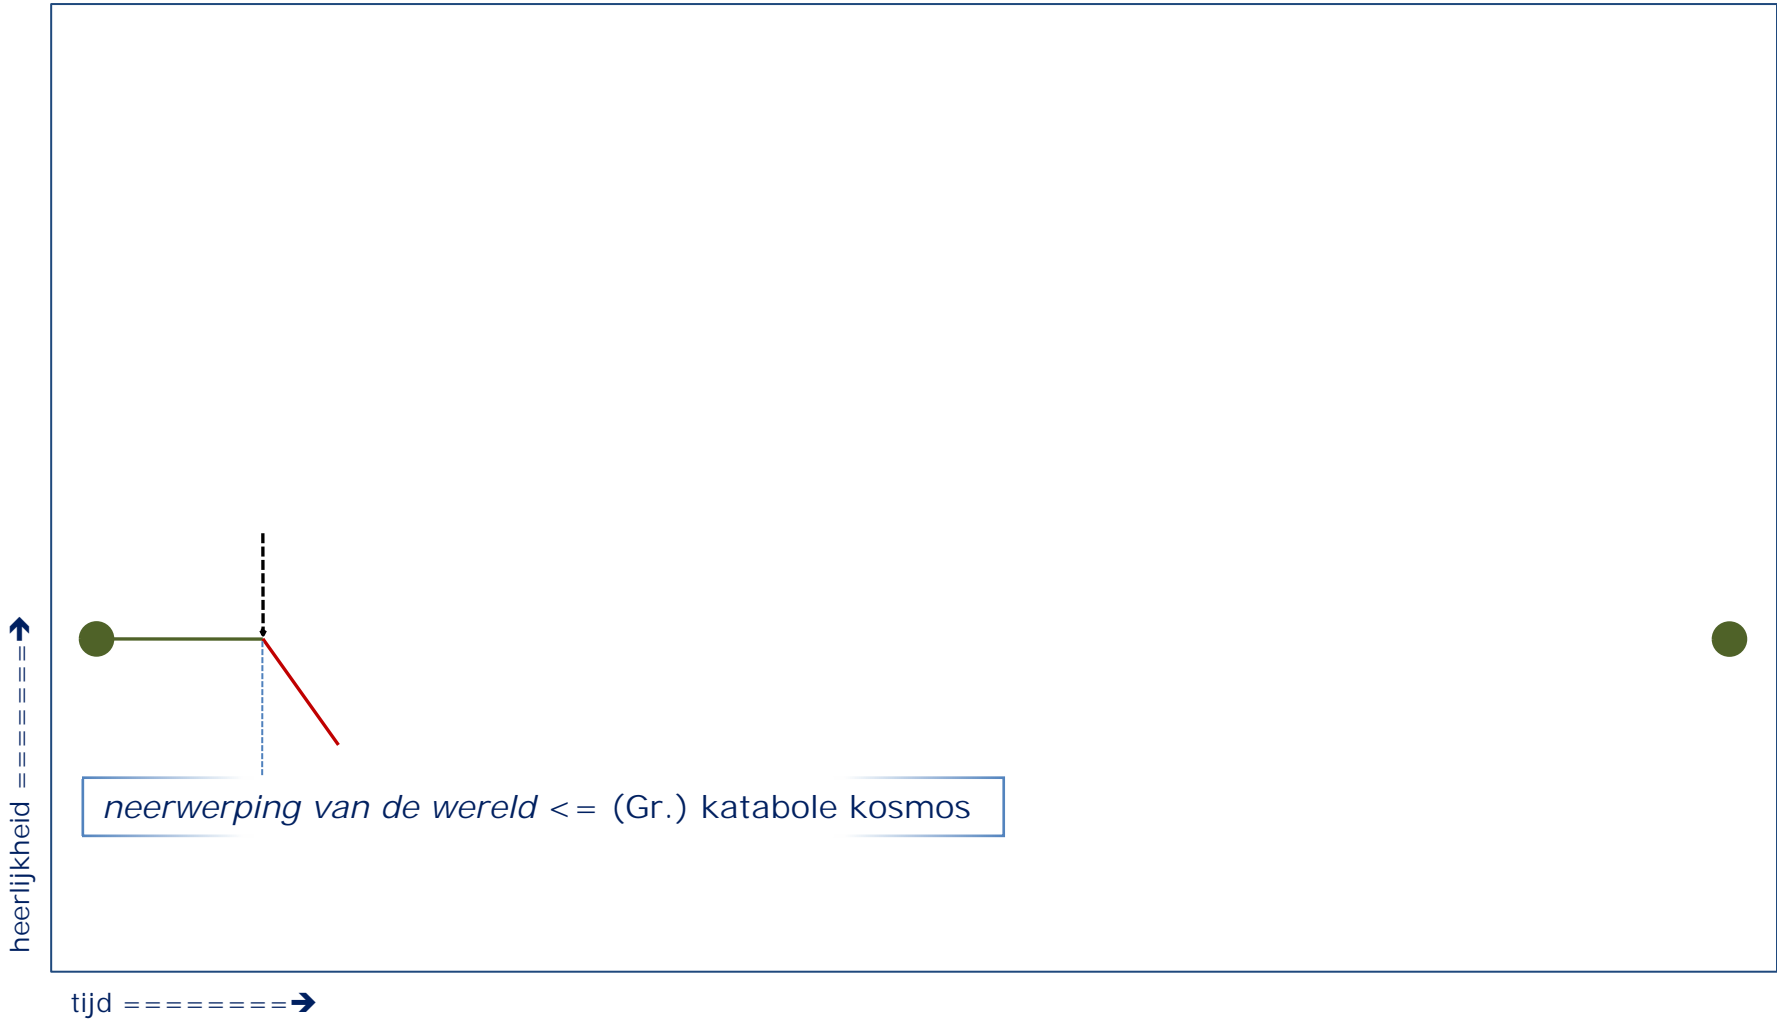 heerlijkheid ========➔
neerwerping van de wereld <= (Gr.) katabole kosmos
tijd ========➔